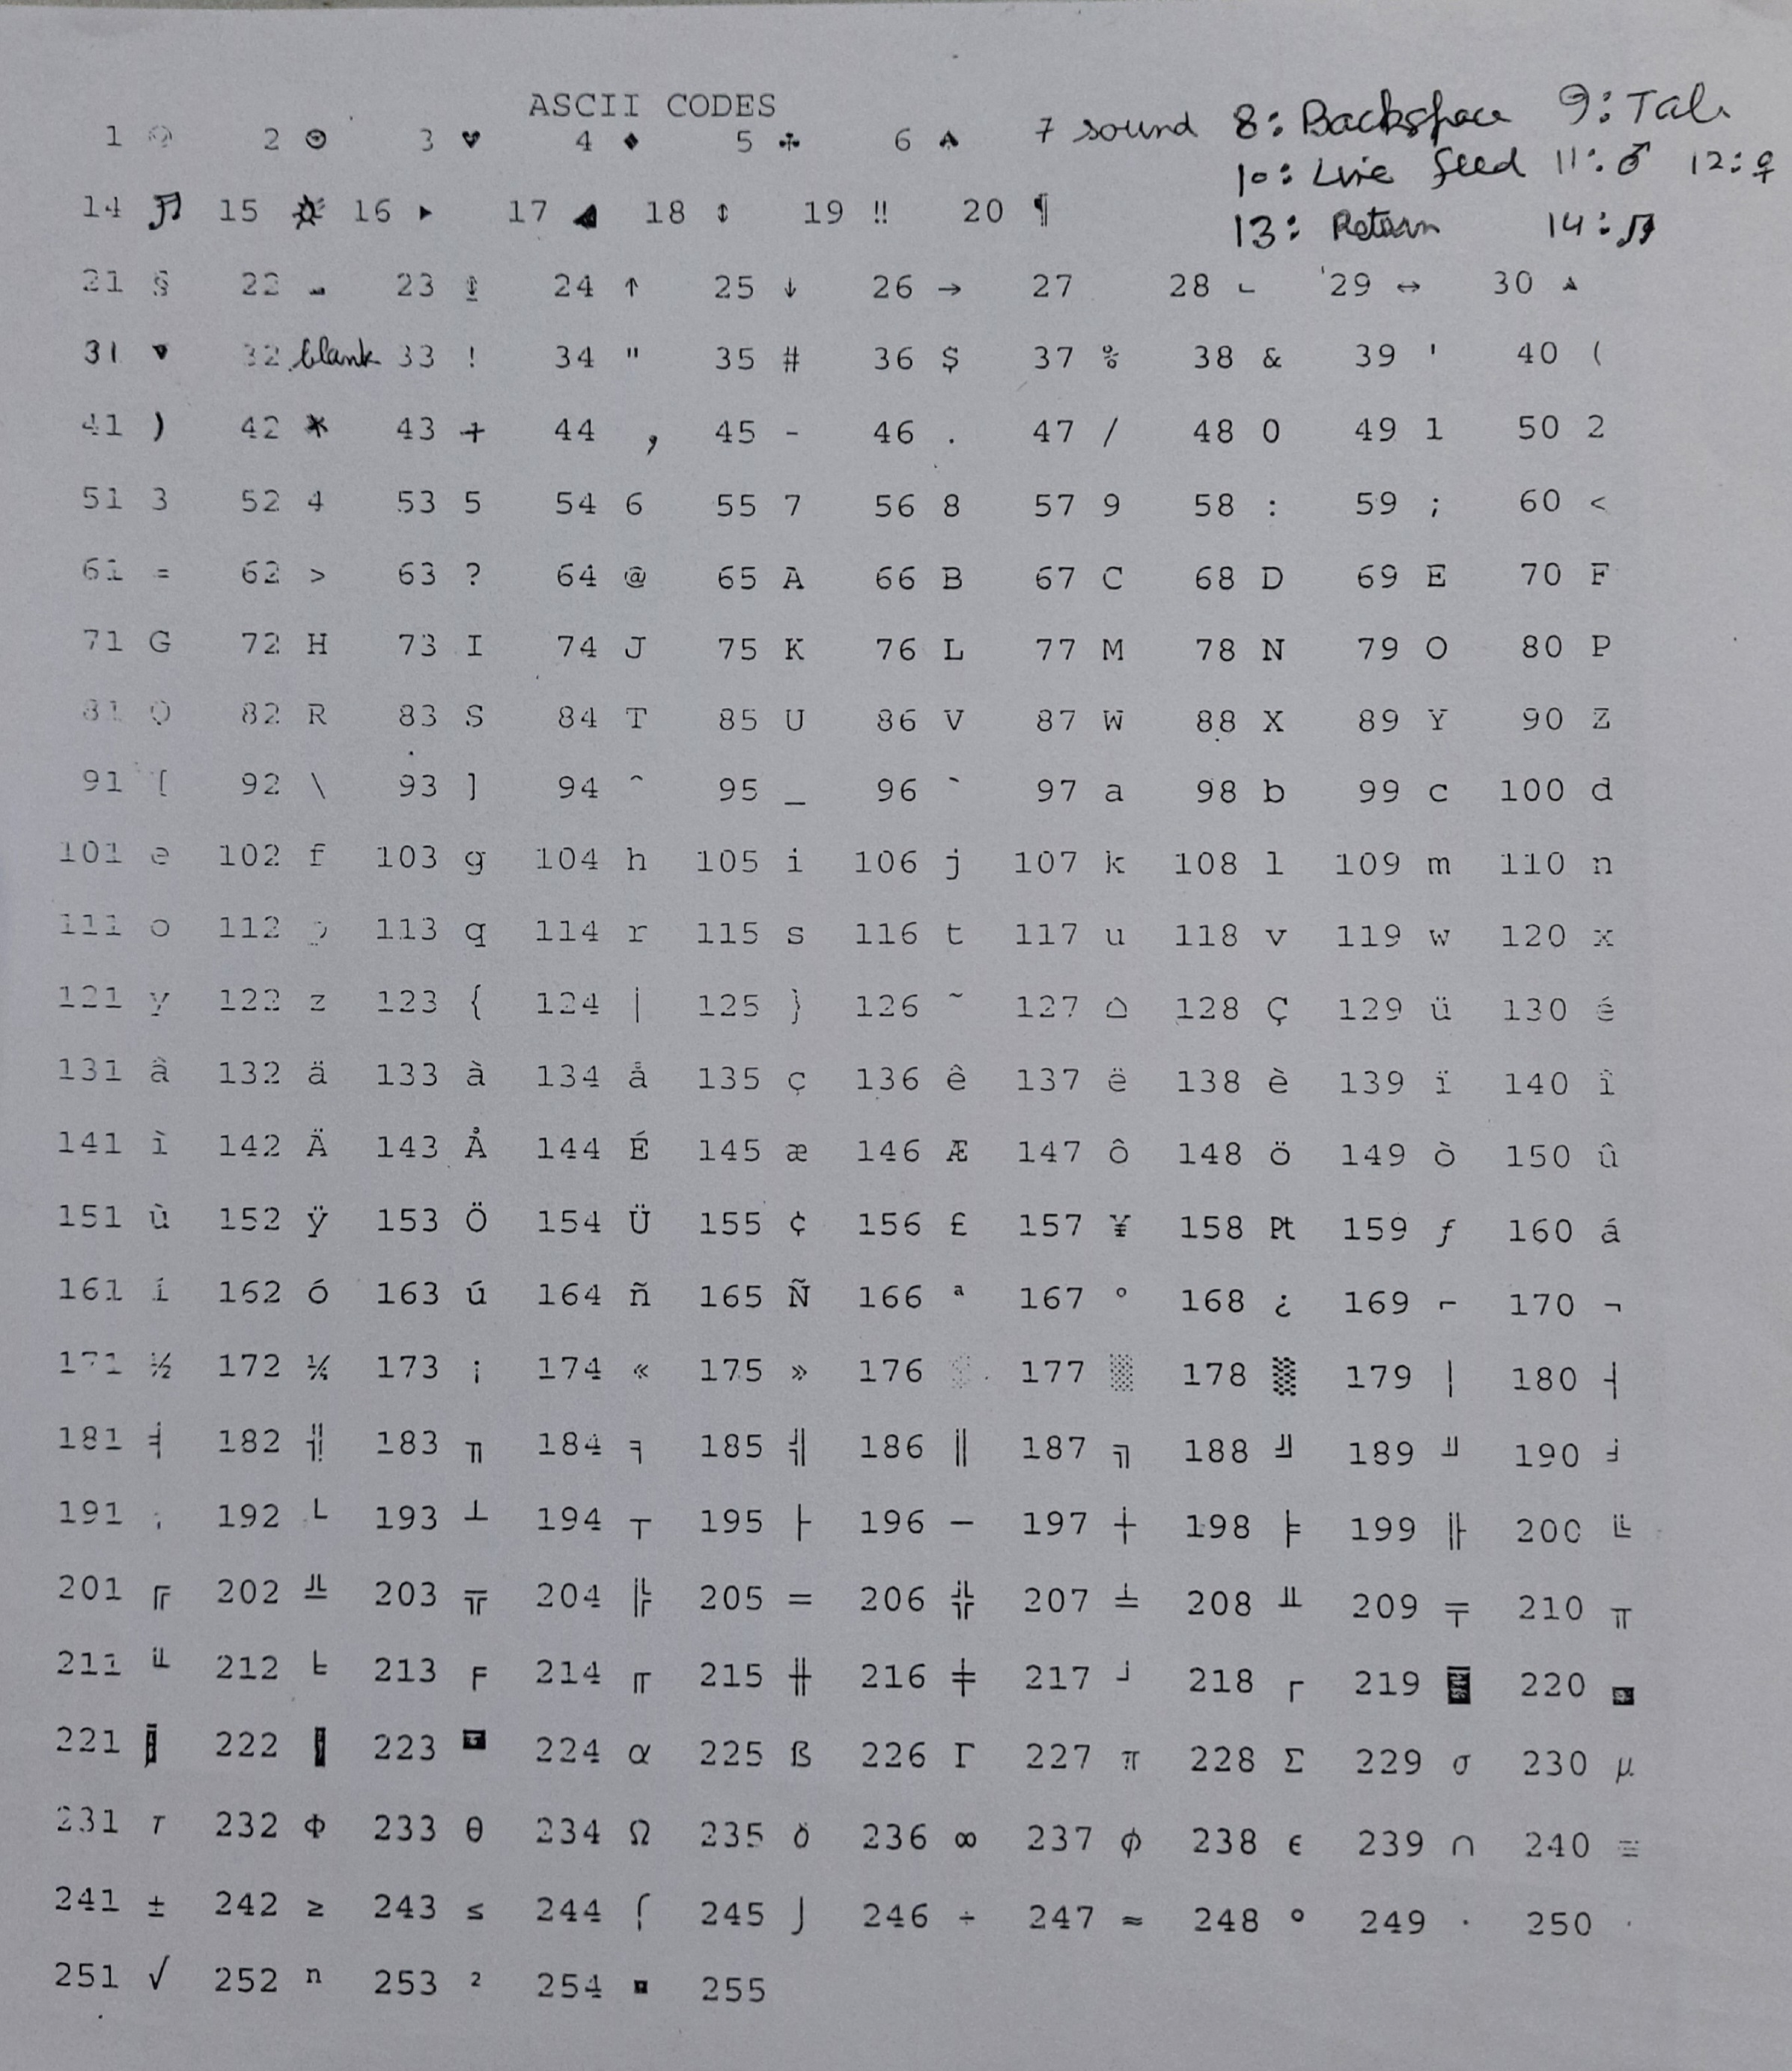 ASCII CODES
1 ☺ 2 ☻ 3 ♥ 4 ♦ 5 ♣ 6 ♠ 7 sound 8: Backspace 9: Tab
10: Line feed 11: ♂ 12: ♀
14 ♫ 15 ☼ 16 ► 17 ◄ 18 ↕ 19 ‼ 20 ¶ 13: Return 14: ♫
21 § 22 ▬ 23 ↨ 24 ↑ 25 ↓ 26 → 27 28 ∟ 29 ↔ 30 ▲
31 ▼ 32 blank 33 ! 34 " 35 # 36 $ 37 % 38 & 39 ' 40 (
41 ) 42 * 43 + 44 , 45 - 46 . 47 / 48 0 49 1 50 2
51 3 52 4 53 5 54 6 55 7 56 8 57 9 58 : 59 ; 60 <
61 = 62 > 63 ? 64 @ 65 A 66 B 67 C 68 D 69 E 70 F
71 G 72 H 73 I 74 J 75 K 76 L 77 M 78 N 79 O 80 P
81 Q 82 R 83 S 84 T 85 U 86 V 87 W 88 X 89 Y 90 Z
91 [ 92 \ 93 ] 94 ^ 95 _ 96 ` 97 a 98 b 99 c 100 d
101 e 102 f 103 g 104 h 105 i 106 j 107 k 108 l 109 m 110 n
111 o 112 p 113 q 114 r 115 s 116 t 117 u 118 v 119 w 120 x
121 y 122 z 123 { 124 | 125 } 126 ~ 127 ⌂ 128 Ç 129 ü 130 é
131 â 132 ä 133 à 134 å 135 ç 136 ê 137 ë 138 è 139 ï 140 î
141 ì 142 Ä 143 Å 144 É 145 æ 146 Æ 147 ô 148 ö 149 ò 150 û
151 ù 152 ÿ 153 Ö 154 Ü 155 ¢ 156 £ 157 ¥ 158 ₧ 159 ƒ 160 á
161 í 162 ó 163 ú 164 ñ 165 Ñ 166 ª 167 º 168 ¿ 169 ⌐ 170 ¬
171 ½ 172 ¼ 173 ¡ 174 « 175 » 176 ░ 177 ▒ 178 ▓ 179 │ 180 ┤
181 ╡ 182 ╢ 183 ╖ 184 ╕ 185 ╣ 186 ║ 187 ╗ 188 ╝ 189 ╜ 190 ╛
191 ┐ 192 └ 193 ┴ 194 ┬ 195 ├ 196 ─ 197 ┼ 198 ╞ 199 ╟ 200 ╚
201 ╔ 202 ╩ 203 ╦ 204 ╠ 205 ═ 206 ╬ 207 ╧ 208 ╨ 209 ╤ 210 ╥
211 ╙ 212 ╘ 213 ╒ 214 ╓ 215 ╫ 216 ╪ 217 ┘ 218 ┌ 219 █ 220 ▄
221 ▌ 222 ▐ 223 ▀ 224 α 225 ß 226 Γ 227 π 228 Σ 229 σ 230 µ
231 τ 232 Φ 233 θ 234 Ω 235 δ 236 ∞ 237 φ 238 ε 239 ∩ 240 ≡
241 ± 242 ≥ 243 ≤ 244 ⌠ 245 ⌡ 246 ÷ 247 ≈ 248 ° 249 ∙ 250 ·
251 √ 252 ⁿ 253 ² 254 ■ 255